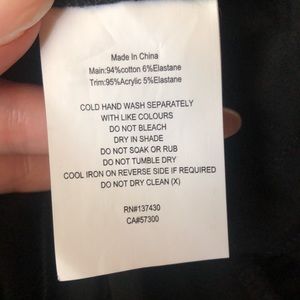 Made In China
Main:94%cotton 6%Elastane
Trim:95%Acrylic 5%Elastane
COLD HAND WASH SEPARATELY
WITH LIKE COLOURS
DO NOT BLEACH
DRY IN SHADE
DO NOT SOAK OR RUB
DO NOT TUMBLE DRY
COOL IRON ON REVERSE SIDE IF REQUIRED
DO NOT DRY CLEAN (X)
RN#137430
CA#57300